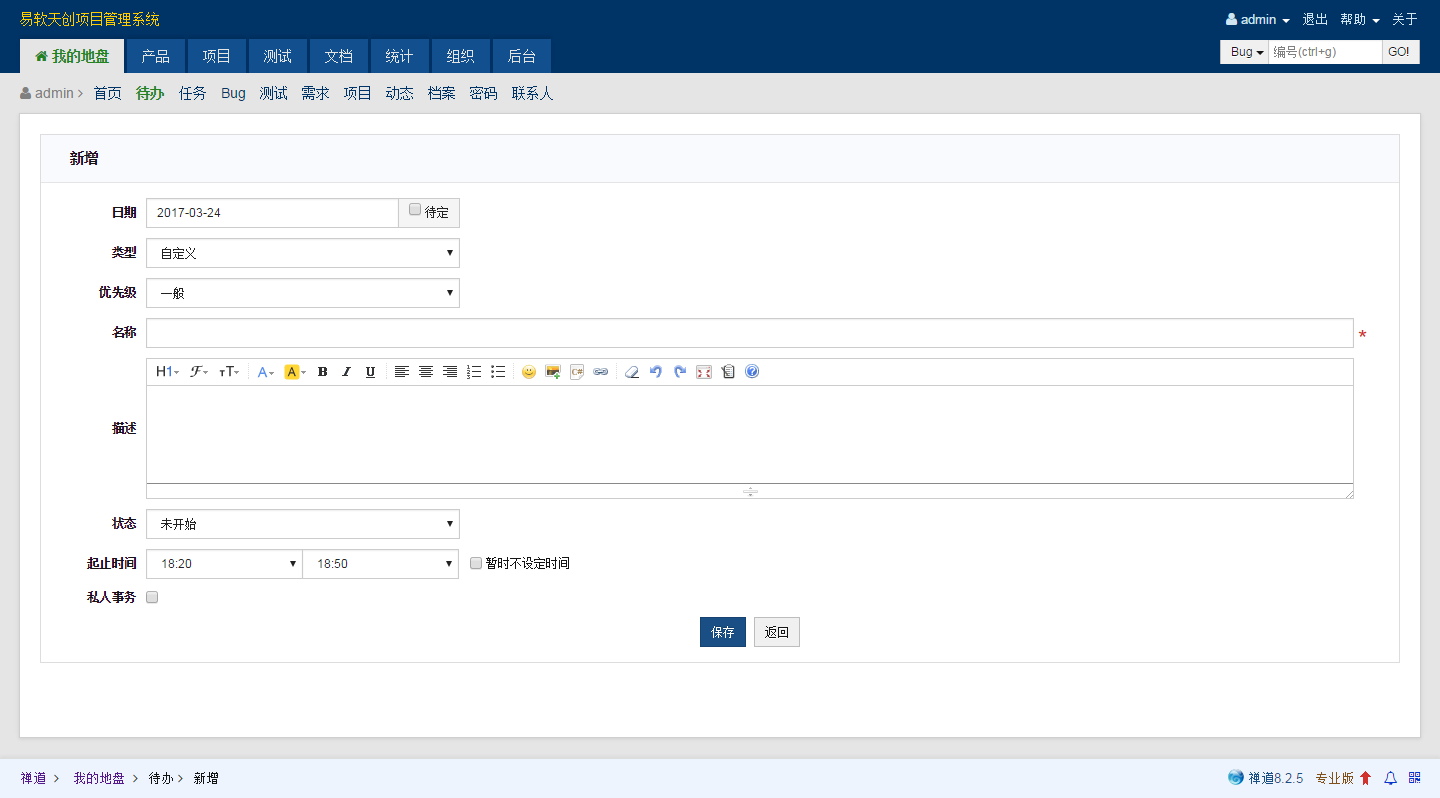 易软天创项目管理系统
admin 退出 帮助 关于
我的地盘 产品 项目 测试 文档 统计 组织 后台
Bug 编号(ctrl+g) GO!
admin 首页 待办 任务 Bug 测试 需求 项目 动态 档案 密码 联系人
新增
日期 2017-03-24 待定
类型 自定义
优先级 一般
名称 *
H1 ℱ тT A A B I U C#
描述
状态 未开始
起止时间 18:20 18:50 暂时不设定时间
私人事务
保存 返回
禅道 我的地盘 待办 新增
禅道8.2.5 专业版